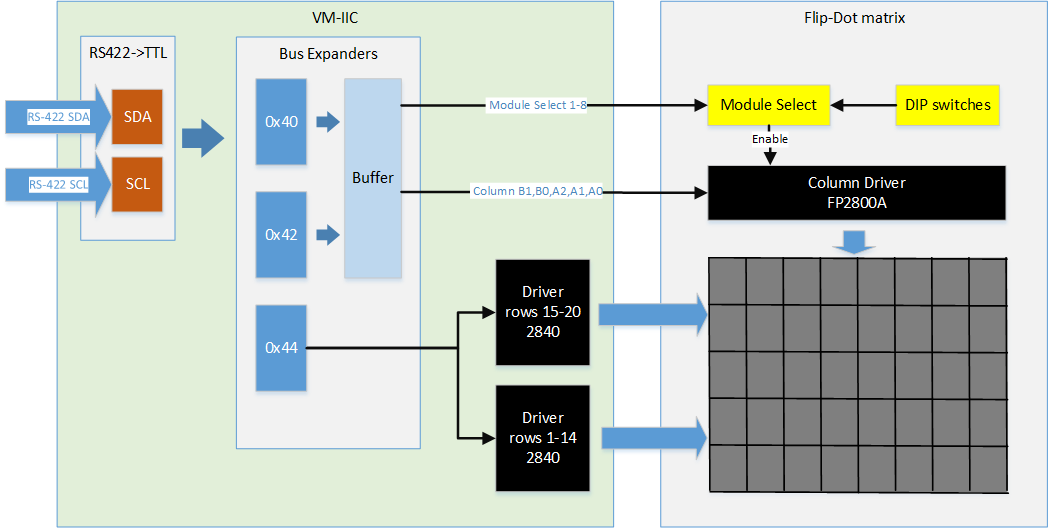 VM-IIC
Flip-Dot matrix
RS422->TTL
Bus Expanders
RS-422 SDA
SDA
RS-422 SCL
SCL
0x40
0x42
0x44
Buffer
Module Select 1-8
Column B1,B0,A2,A1,A0
Module Select
DIP switches
Enable
Column Driver
FP2800A
Driver
rows 15-20
2840
Driver
rows 1-14
2840